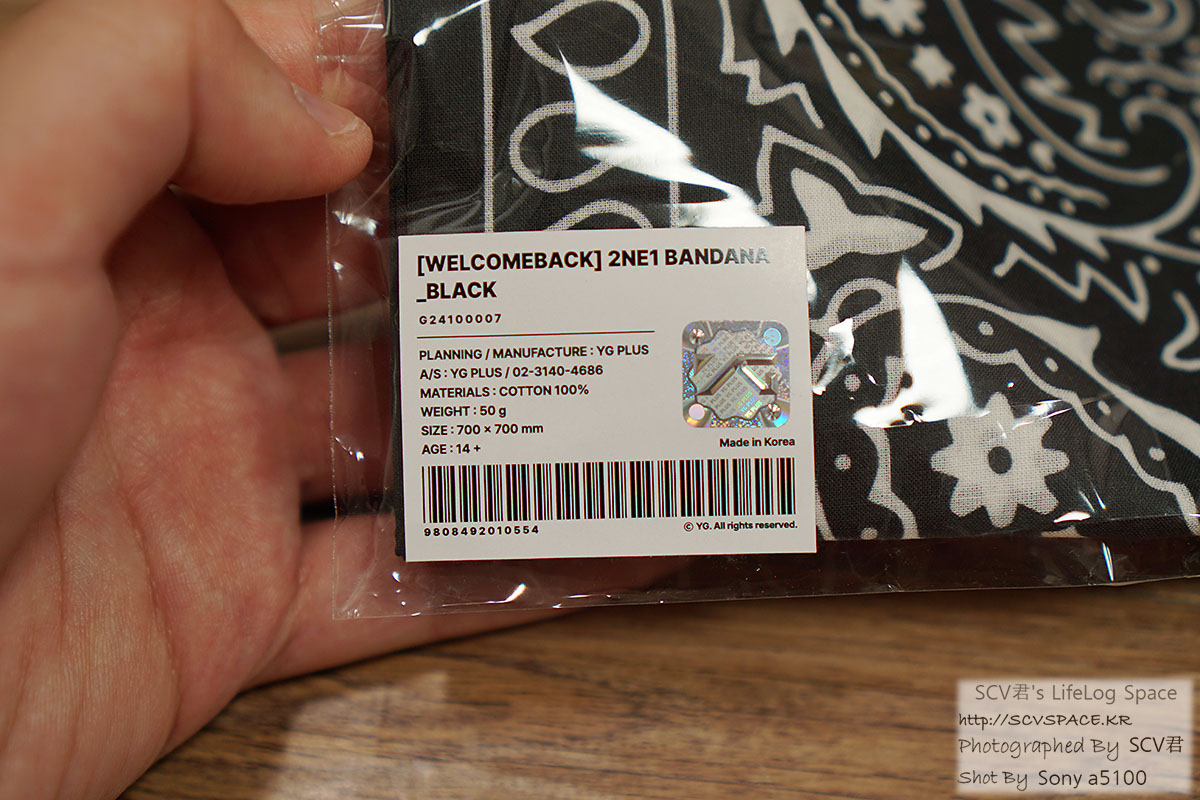 [WELCOMEBACK] 2NE1 BANDANA
_BLACK
G24100007
PLANNING / MANUFACTURE : YG PLUS
A/S : YG PLUS / 02-3140-4686
MATERIALS : COTTON 100%
WEIGHT : 50 g
SIZE : 700 × 700 mm
AGE : 14 +
Made in Korea
9808492010554
© YG. All rights reserved.
SCV君's LifeLog Space
http://SCVSPACE.KR
Photographed By SCV君
Shot By Sony a5100